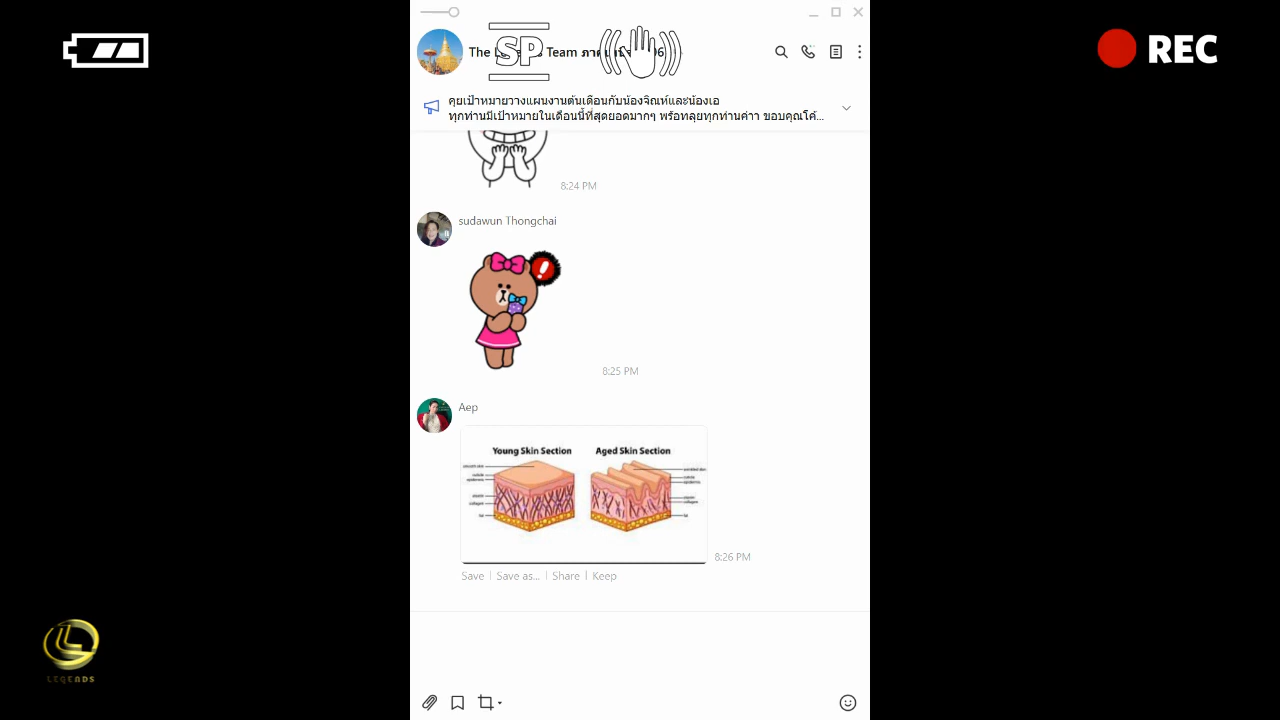 REC
SP
The
Team
คุยเป้าหมายวางแผนงานต้นเดือนกับน้องจิณห์และน้องเอ
ทุกท่านมีเป้าหมายในเดือนนี้ที่สุดยอดมากๆ พร้อมลุยทุกท่านค่าา ขอบคุณโค้...
8:24 PM
sudawun Thongchai
8:25 PM
Aep
Young Skin Section
Aged Skin Section
collagen
fat
8:26 PM
Save | Save as... | Share | Keep
LEGENDS